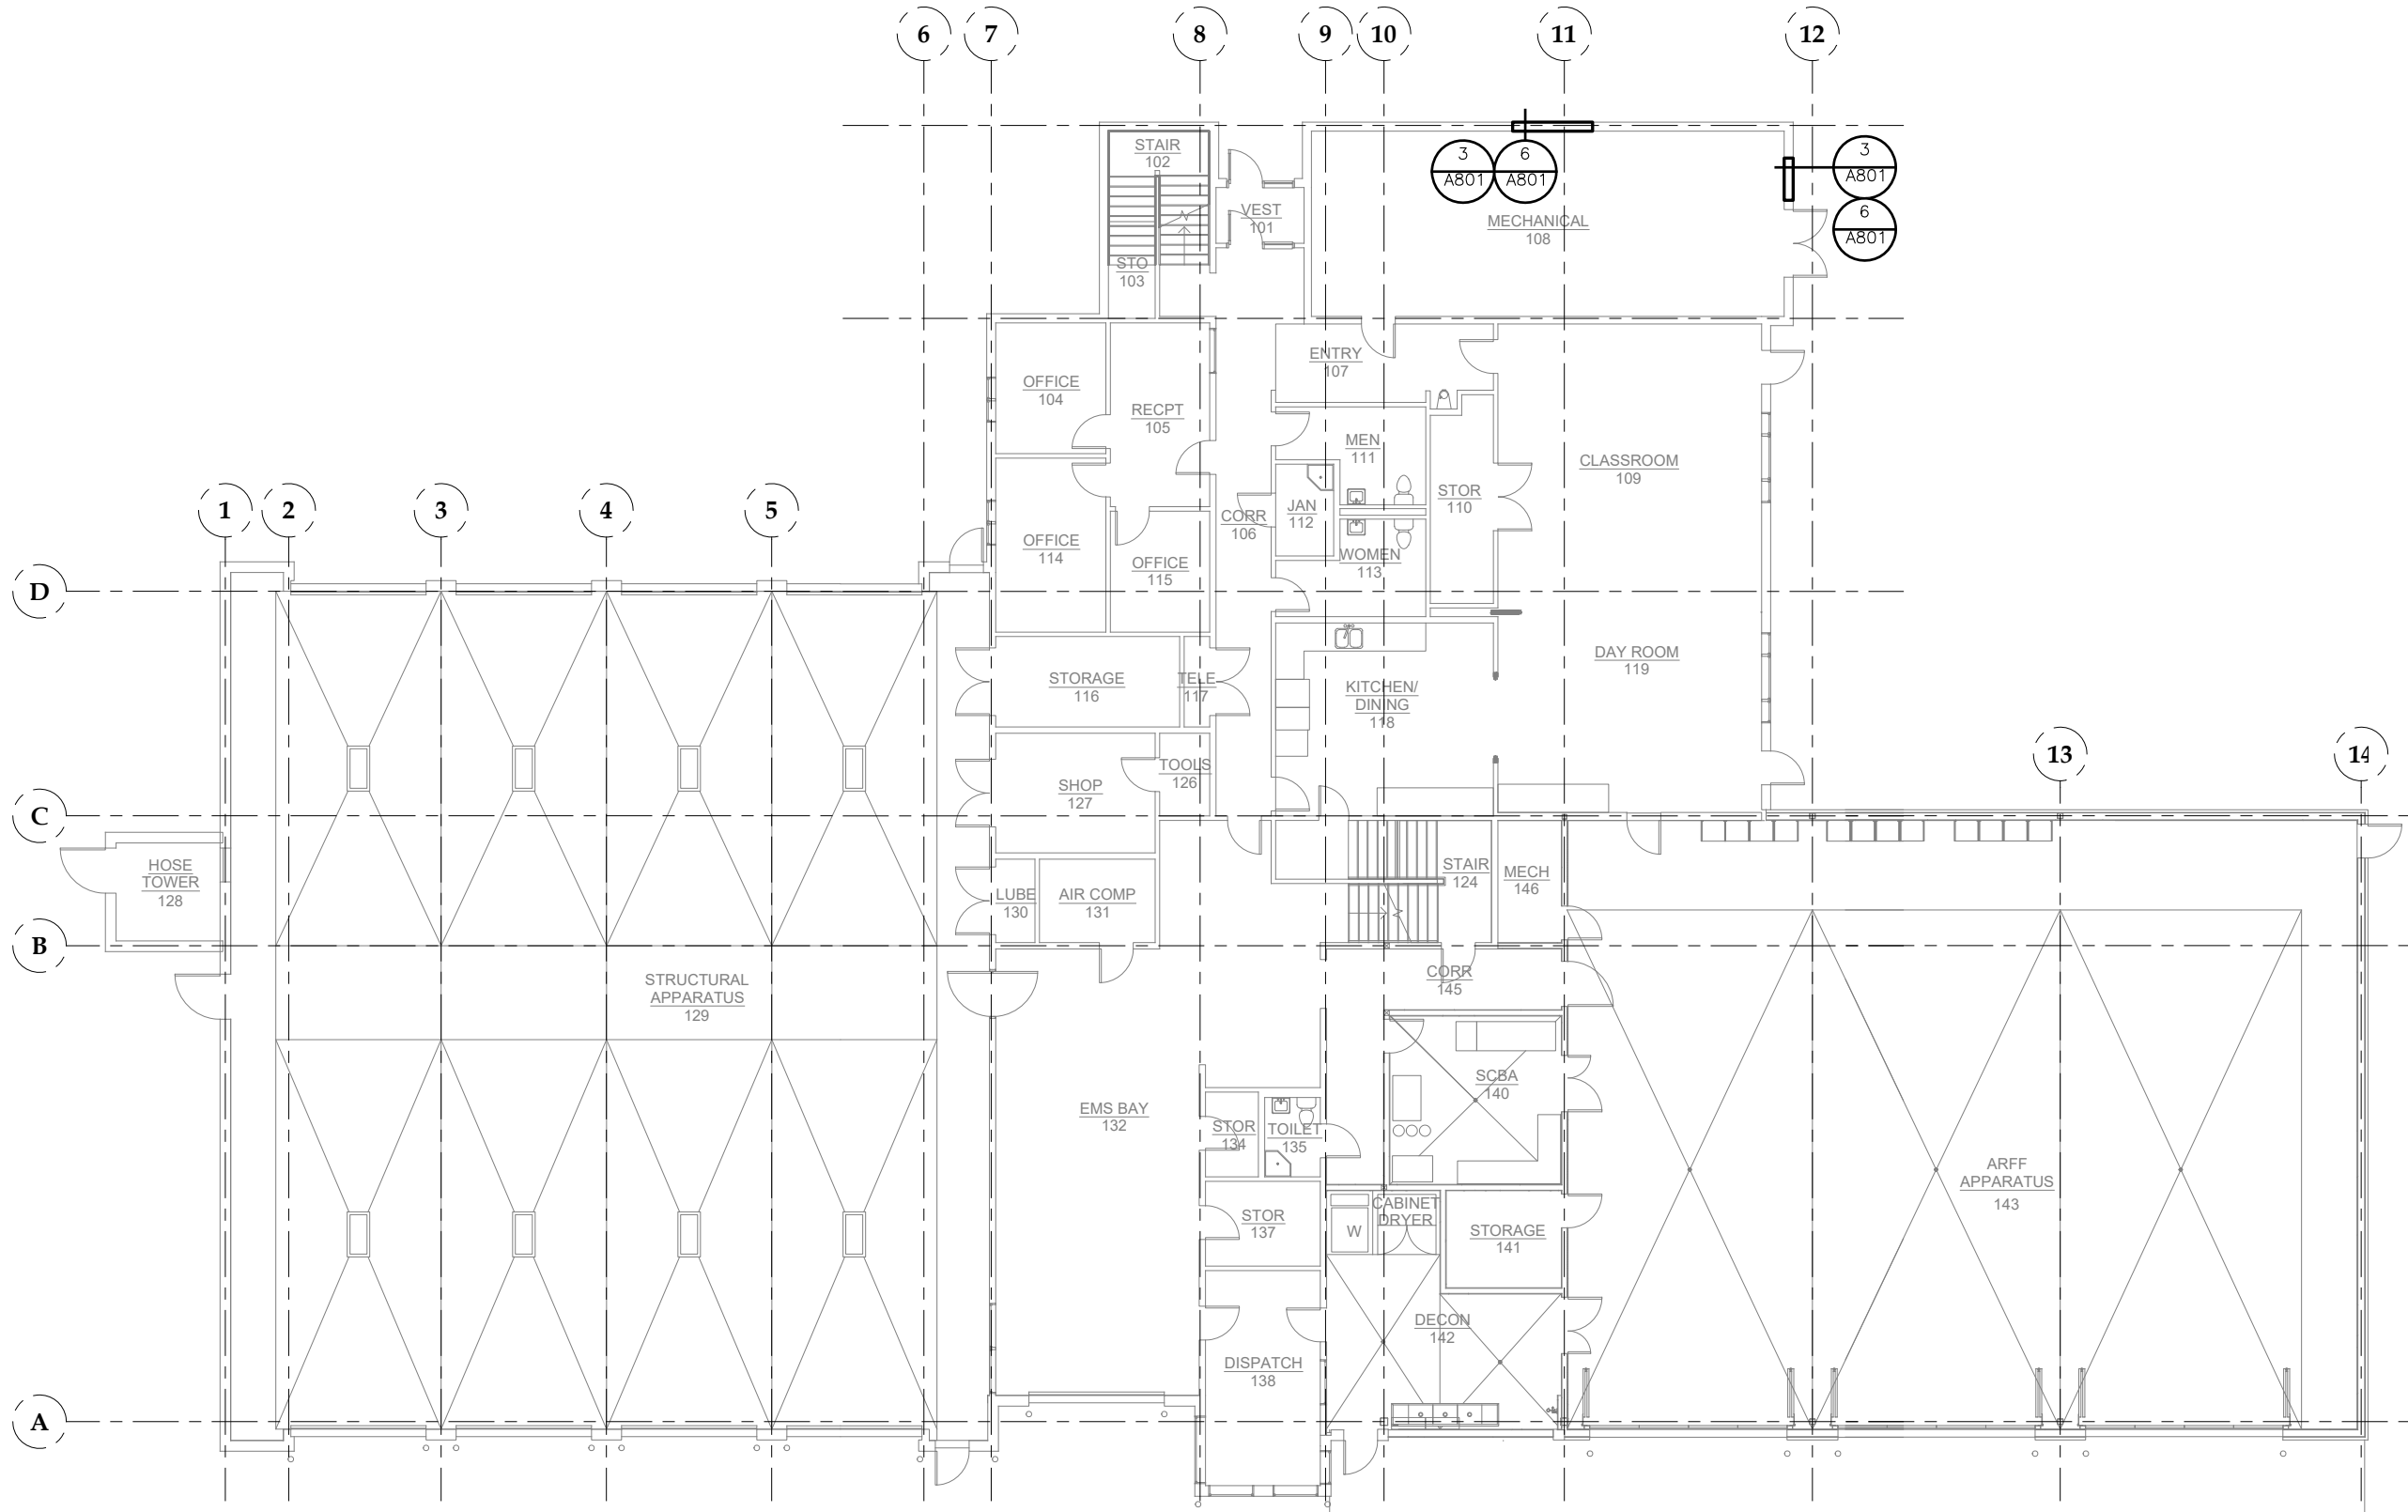 6
7
8
9
10
11
12
STAIR
102
3
A801
6
A801
3
A801
6
A801
VEST
101
MECHANICAL
108
STO
103
ENTRY
107
OFFICE
104
RECPT
105
MEN
111
CLASSROOM
109
1
2
3
4
5
STOR
110
JAN
112
CORR
106
OFFICE
114
OFFICE
115
WOMEN
113
D
STORAGE
116
TELE
117
KITCHEN/
DINING
118
DAY ROOM
119
13
14
SHOP
127
TOOLS
126
C
HOSE
TOWER
128
STAIR
124
MECH
146
LUBE
130
AIR COMP
131
B
STRUCTURAL
APPARATUS
129
CORR
145
SCBA
140
EMS BAY
132
STOR
134
TOILET
135
ARFF
APPARATUS
143
CABINET
DRYER
W
STOR
137
STORAGE
141
DECON
142
DISPATCH
138
A